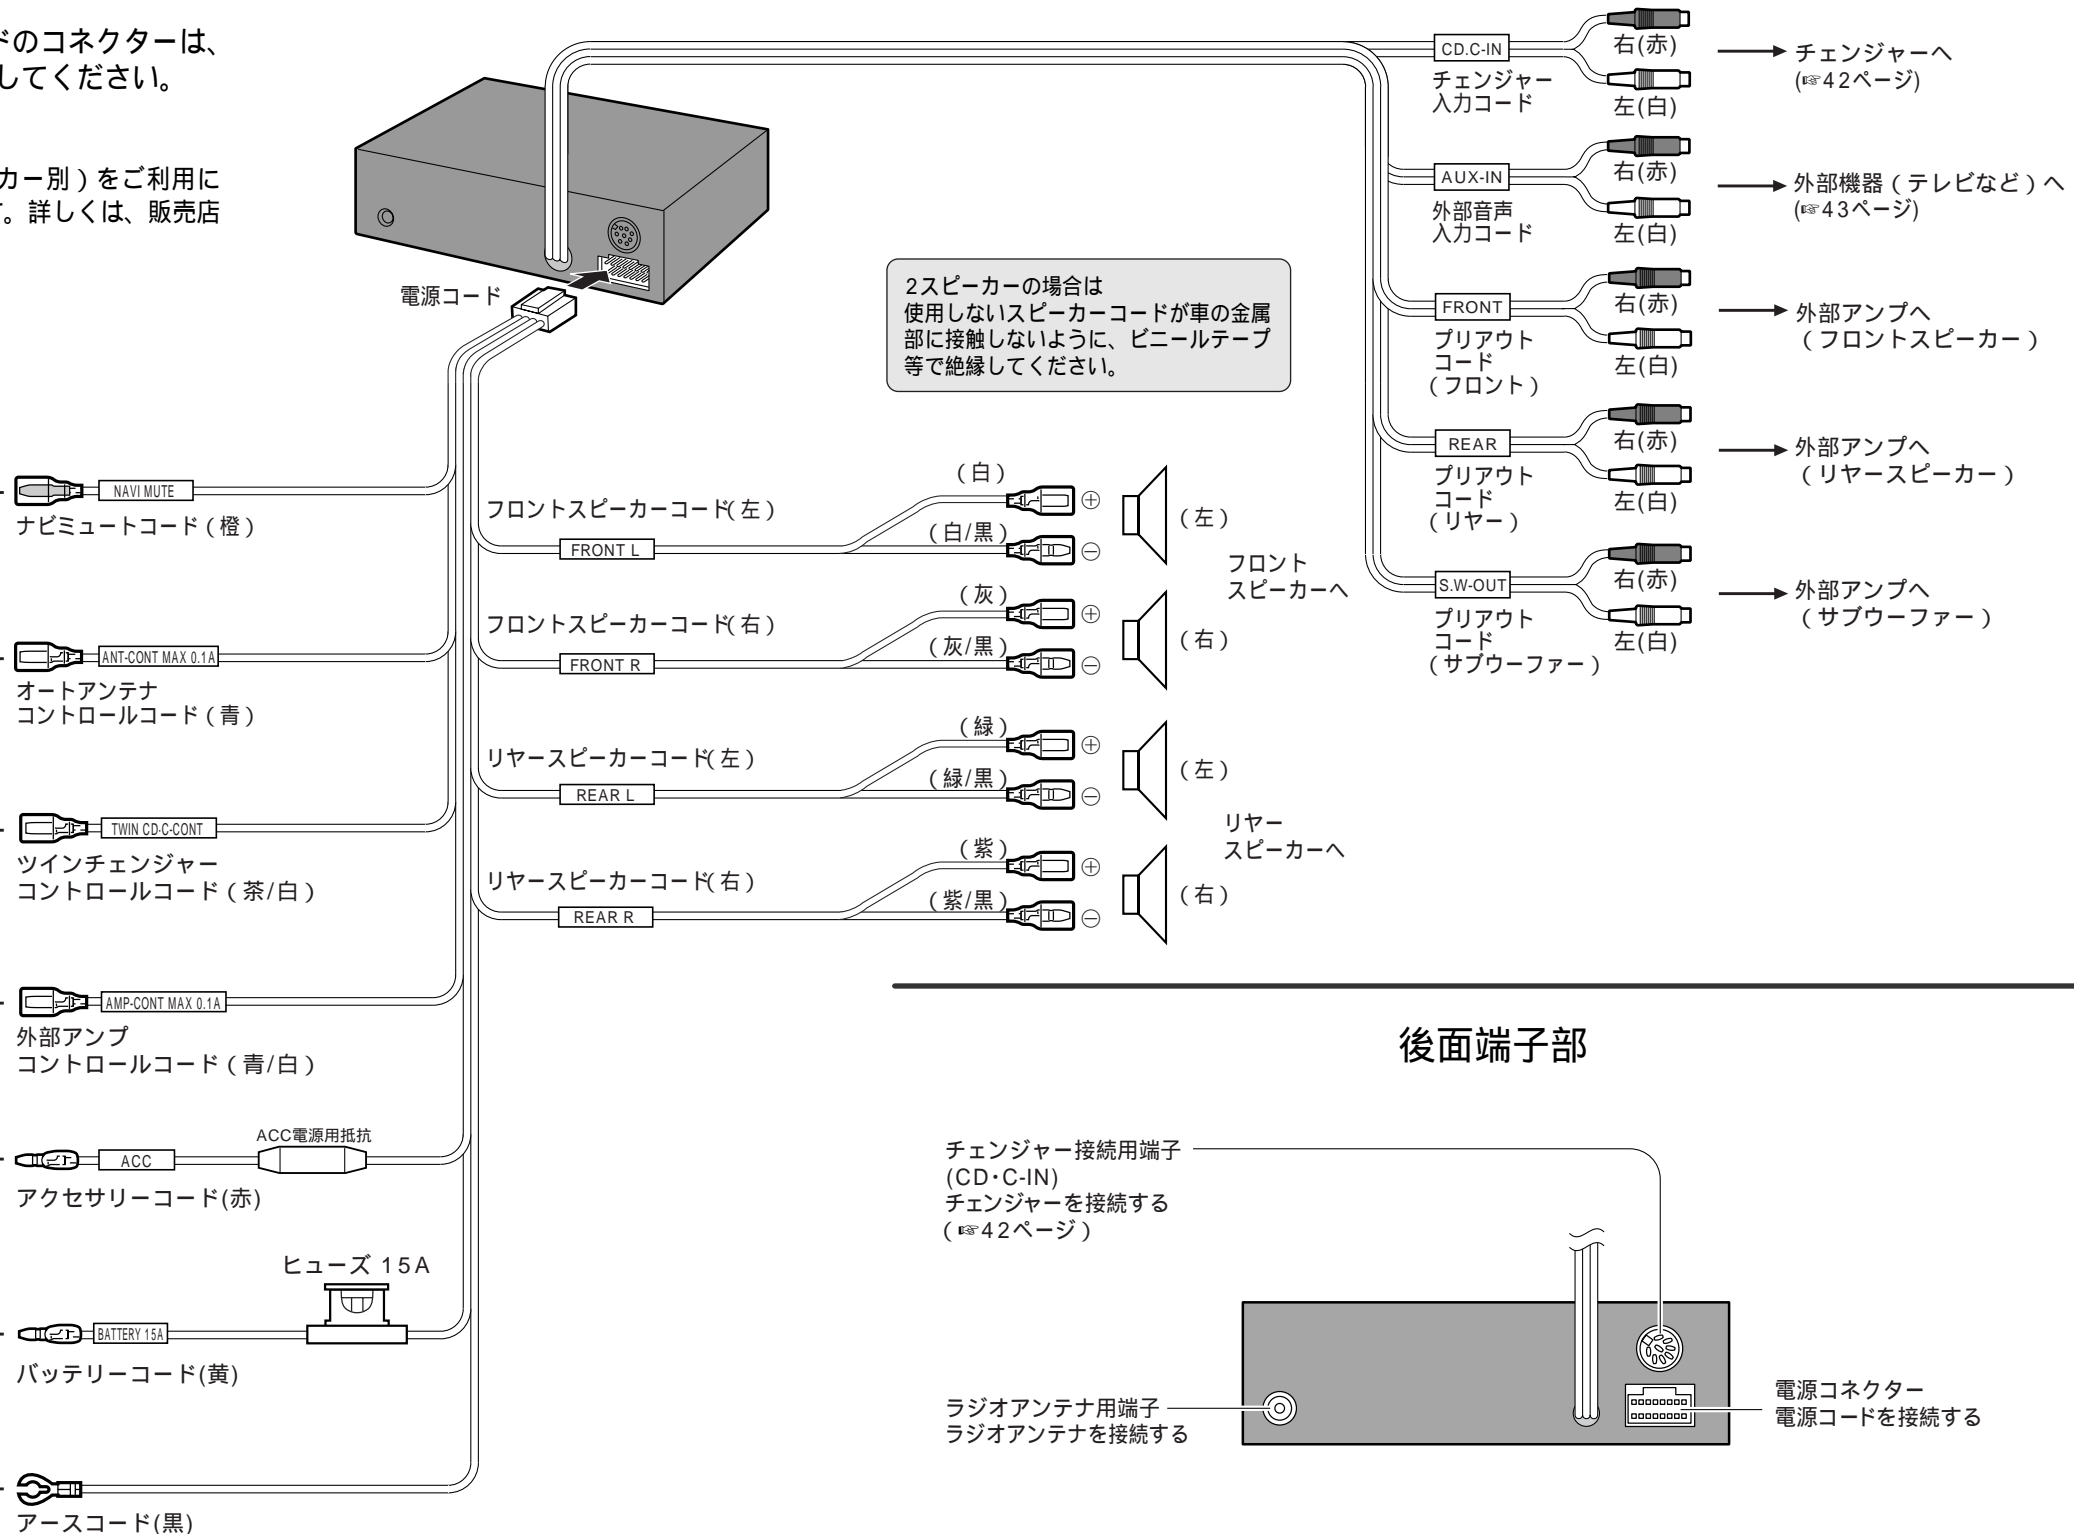 ドのコネクターは、
してください。
カー別）をご利用に
す。詳しくは、販売店
電源コード
2スピーカーの場合は
使用しないスピーカーコードが車の金属
部に接触しないように、ビニールテープ
等で絶縁してください。
CD.C-IN
チェンジャー
入力コード
右(赤)
左(白)
チェンジャーへ
(☞42ページ)
AUX-IN
外部音声
入力コード
右(赤)
左(白)
外部機器（テレビなど）へ
(☞43ページ)
FRONT
プリアウト
コード
（フロント）
右(赤)
左(白)
外部アンプへ
（フロントスピーカー）
REAR
プリアウト
コード
（リヤー）
右(赤)
左(白)
外部アンプへ
（リヤースピーカー）
S.W-OUT
プリアウト
コード
（サブウーファー）
右(赤)
左(白)
外部アンプへ
（サブウーファー）
NAVI MUTE
ナビミュートコード（橙）
ANT-CONT MAX 0.1A
オートアンテナ
コントロールコード（青）
TWIN CD·C-CONT
ツインチェンジャー
コントロールコード（茶/白）
AMP-CONT MAX 0.1A
外部アンプ
コントロールコード（青/白）
ACC電源用抵抗
ACC
アクセサリーコード(赤)
ヒューズ 15A
BATTERY 15A
バッテリーコード(黄)
アースコード(黒)
フロントスピーカーコード(左）
FRONT L
（白）
⊕
（白/黒）
⊖
（左）
フロント
スピーカーへ
フロントスピーカーコード(右）
FRONT R
（灰）
⊕
（灰/黒）
⊖
（右）
リヤースピーカーコード(左）
REAR L
（緑）
⊕
（緑/黒）
⊖
（左）
リヤー
スピーカーへ
リヤースピーカーコード(右）
REAR R
（紫）
⊕
（紫/黒）
⊖
（右）
後面端子部
チェンジャー接続用端子
(CD･C-IN)
チェンジャーを接続する
（☞42ページ）
ラジオアンテナ用端子
ラジオアンテナを接続する
電源コネクター
電源コードを接続する